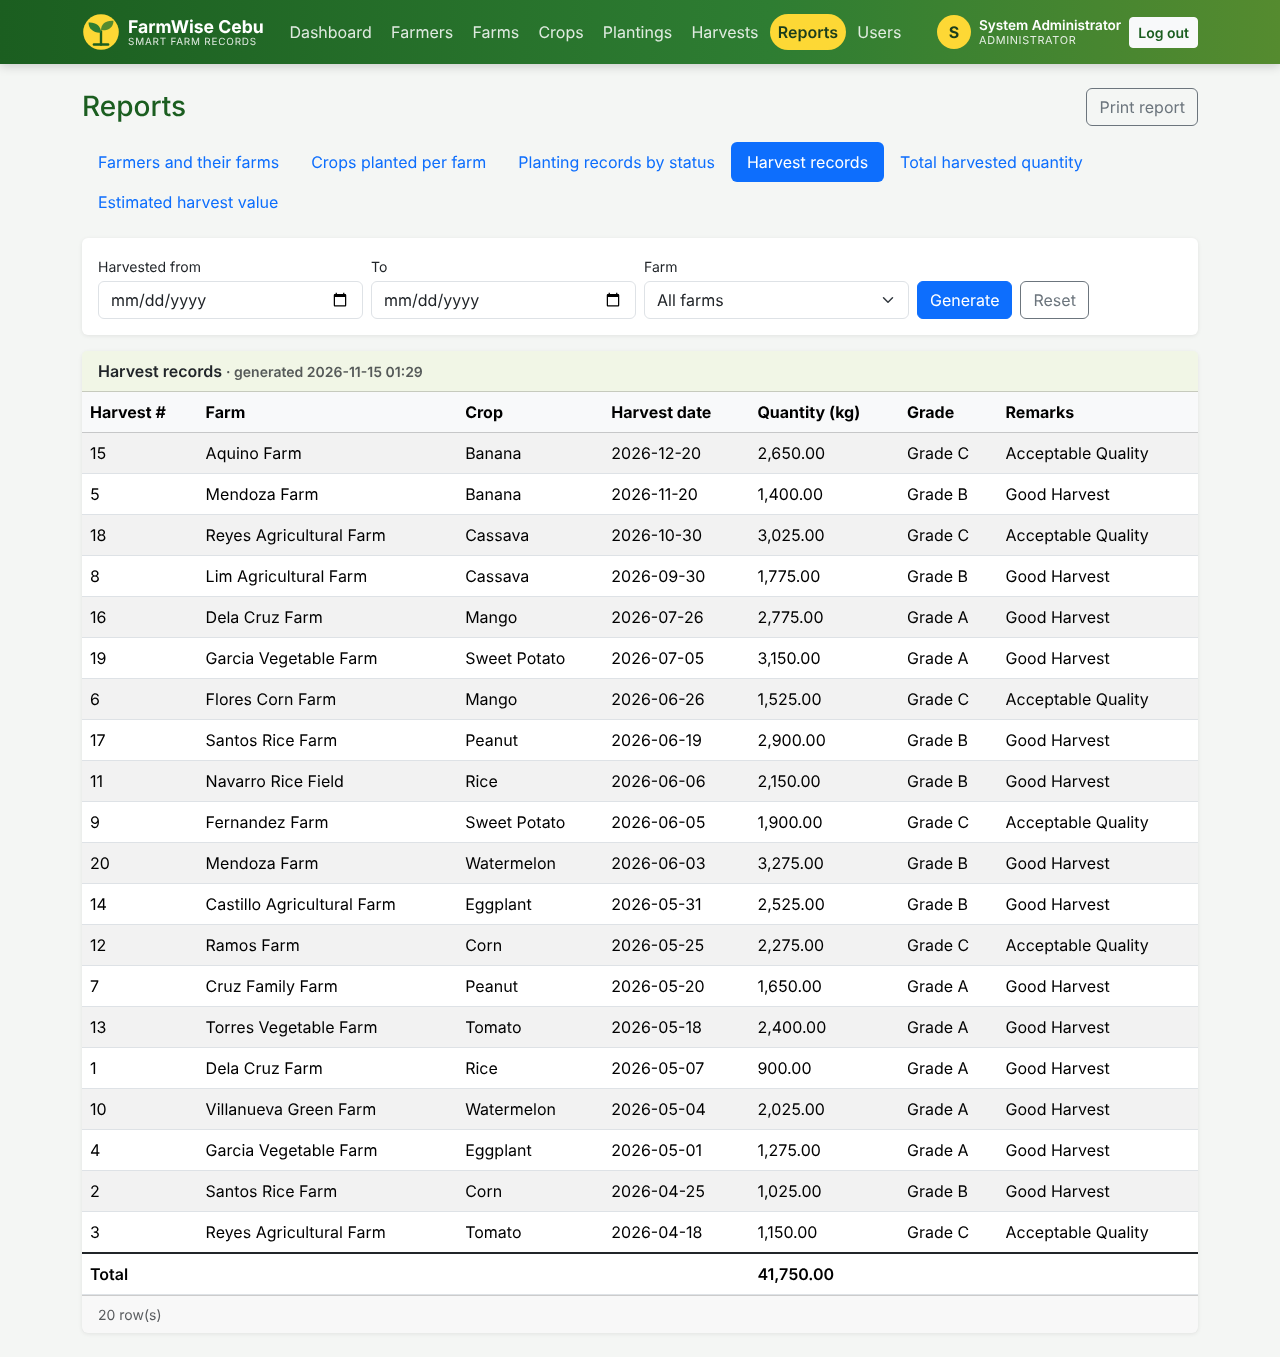 FarmWise Cebu
SMART FARM RECORDS
Dashboard Farmers Farms Crops Plantings Harvests Reports Users
S
System Administrator
ADMINISTRATOR
Log out
Reports
Print report
Farmers and their farms Crops planted per farm Planting records by status Harvest records Total harvested quantity
Estimated harvest value
Harvested from To Farm
mm/dd/yyyy mm/dd/yyyy All farms Generate Reset
Harvest records · generated 2026-11-15 01:29
Harvest # Farm Crop Harvest date Quantity (kg) Grade Remarks
15 Aquino Farm Banana 2026-12-20 2,650.00 Grade C Acceptable Quality
5 Mendoza Farm Banana 2026-11-20 1,400.00 Grade B Good Harvest
18 Reyes Agricultural Farm Cassava 2026-10-30 3,025.00 Grade C Acceptable Quality
8 Lim Agricultural Farm Cassava 2026-09-30 1,775.00 Grade B Good Harvest
16 Dela Cruz Farm Mango 2026-07-26 2,775.00 Grade A Good Harvest
19 Garcia Vegetable Farm Sweet Potato 2026-07-05 3,150.00 Grade A Good Harvest
6 Flores Corn Farm Mango 2026-06-26 1,525.00 Grade C Acceptable Quality
17 Santos Rice Farm Peanut 2026-06-19 2,900.00 Grade B Good Harvest
11 Navarro Rice Field Rice 2026-06-06 2,150.00 Grade B Good Harvest
9 Fernandez Farm Sweet Potato 2026-06-05 1,900.00 Grade C Acceptable Quality
20 Mendoza Farm Watermelon 2026-06-03 3,275.00 Grade B Good Harvest
14 Castillo Agricultural Farm Eggplant 2026-05-31 2,525.00 Grade B Good Harvest
12 Ramos Farm Corn 2026-05-25 2,275.00 Grade C Acceptable Quality
7 Cruz Family Farm Peanut 2026-05-20 1,650.00 Grade A Good Harvest
13 Torres Vegetable Farm Tomato 2026-05-18 2,400.00 Grade A Good Harvest
1 Dela Cruz Farm Rice 2026-05-07 900.00 Grade A Good Harvest
10 Villanueva Green Farm Watermelon 2026-05-04 2,025.00 Grade A Good Harvest
4 Garcia Vegetable Farm Eggplant 2026-05-01 1,275.00 Grade A Good Harvest
2 Santos Rice Farm Corn 2026-04-25 1,025.00 Grade B Good Harvest
3 Reyes Agricultural Farm Tomato 2026-04-18 1,150.00 Grade C Acceptable Quality
Total 41,750.00
20 row(s)